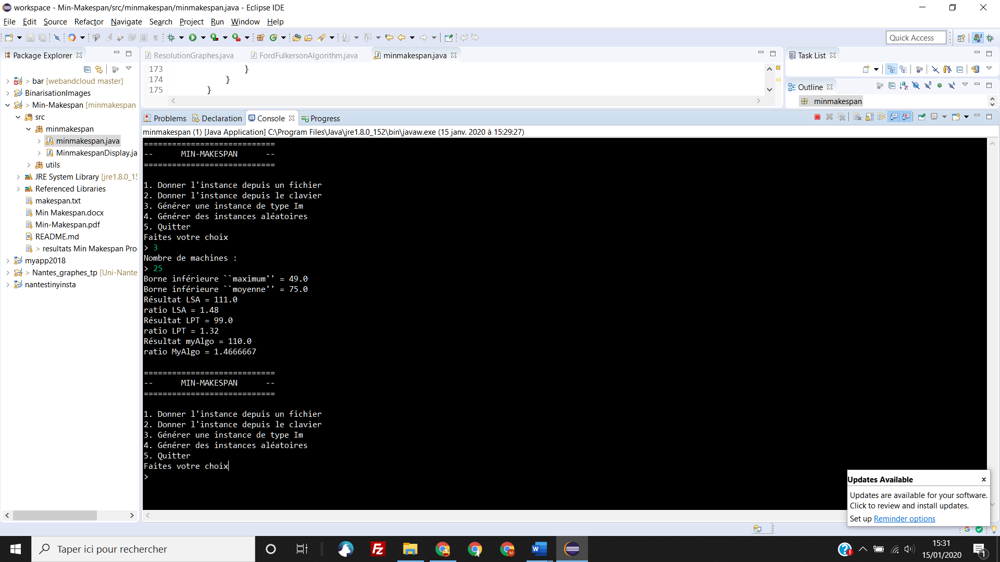 workspace - Min-Makespan/src/minmakespan/minmakespan.java - Eclipse IDE
File Edit Source Refactor Navigate Search Project Run Window Help
Quick Access
Package Explorer
> bar [webandcloud master]
BinarisationImages
> Min-Makespan [minmakespan
src
minmakespan
minmakespan.java
MinmakespanDisplay.ja
utils
JRE System Library [jre1.8.0_15
Referenced Libraries
makespan.txt
Min Makespan.docx
Min-Makespan.pdf
README.md
> resultats Min Makespan Pro
myapp2018
> Nantes_graphes_tp [Uni-Nante
nantestinyinsta
ResolutionGraphes.java FordFulkersonAlgorithm.java minmakespan.java
173 }
174 }
175 }
Task List
Outline
minmakespan
Problems Declaration Console Progress
minmakespan (1) [Java Application] C:\Program Files\Java\jre1.8.0_152\bin\javaw.exe (15 janv. 2020 à 15:29:27)
============================
-- MIN-MAKESPAN --
============================
1. Donner l'instance depuis un fichier
2. Donner l'instance depuis le clavier
3. Générer une instance de type Im
4. Générer des instances aléatoires
5. Quitter
Faites votre choix
> 3
Nombre de machines :
> 25
Borne inférieure ``maximum'' = 49.0
Borne inférieure ``moyenne'' = 75.0
Résultat LSA = 111.0
ratio LSA = 1.48
Résultat LPT = 99.0
ratio LPT = 1.32
Résultat myAlgo = 110.0
ratio MyAlgo = 1.4666667
============================
-- MIN-MAKESPAN --
============================
1. Donner l'instance depuis un fichier
2. Donner l'instance depuis le clavier
3. Générer une instance de type Im
4. Générer des instances aléatoires
5. Quitter
Faites votre choix
>
Updates Available x
Updates are available for your software.
Click to review and install updates.
Set up Reminder options
Taper ici pour rechercher
15:31
15/01/2020
1